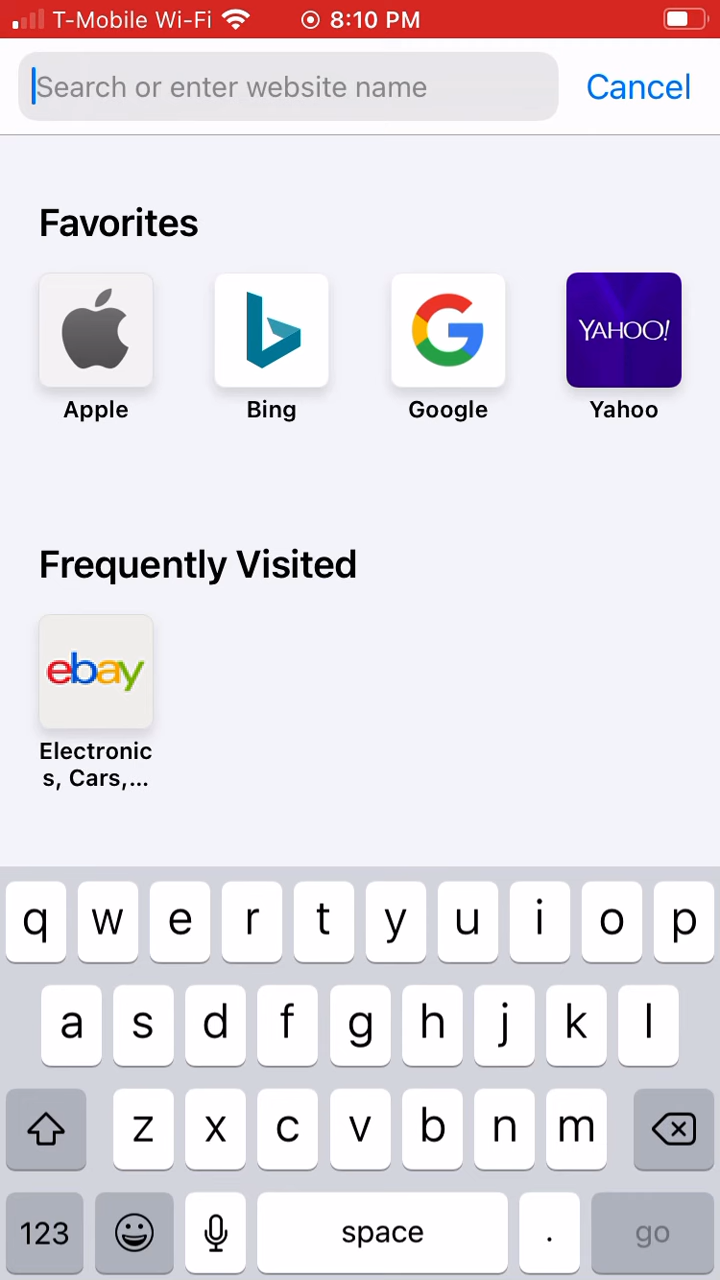 T-Mobile Wi-Fi 8:10 PM
Search or enter website name Cancel
Favorites
YAHOO!
Apple Bing Google Yahoo
Frequently Visited
ebay
Electronic
s, Cars,...
q w e r t y u i o p
a s d f g h j k l
z x c v b n m
123 space . go